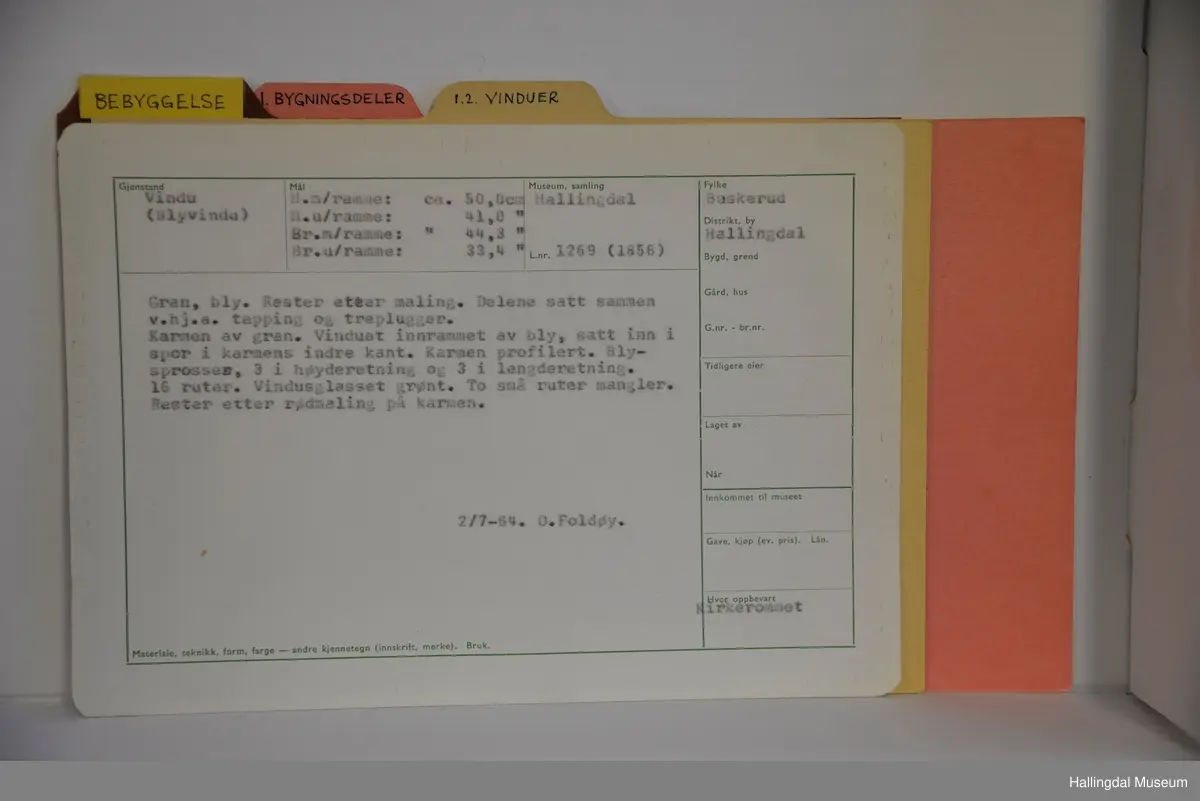 BEBYGGELSE
1. BYGNINGSDELER
1.2. VINDUER
Gjenstand
Vindu
(Blyvindu)
Mål
H.m/ramme: ca. 50,0cm
H.u/ramme: 41,0 "
Br.m/ramme: " 44,3 "
Br.u/ramme: 33,4 "
Museum, samling
Hallingdal
L.nr. 1269 (1856)
Fylke
Buskerud
Distrikt, by
Hallingdal
Bygd, grend
Gård, hus
G.nr. - br.nr.
Tidligere eier
Laget av
Når
Innkommet til museet
Gave, kjøp (ev. pris). Lån.
Hvor oppbevart
Kirkerommet
Gran, bly. Rester etter maling. Delene satt sammen
v.hj.a. tapping og treplugger.
Karmen av gran. Vinduet innrammet av bly, satt inn i
spor i karmens indre kant. Karmen profilert. Bly-
sprosser, 3 i høyderetning og 3 i lengderetning.
16 ruter. Vindusglasset grønt. To små ruter mangler.
Rester etter rødmaling på karmen.
2/7-64. O.Foldøy.
Materiale, teknikk, form, farge — andre kjennetegn (innskrift, merke). Bruk.
Hallingdal Museum